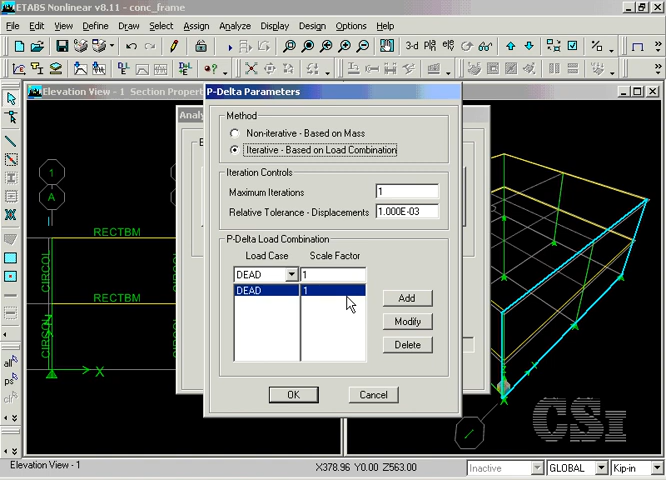 ETABS Nonlinear v8.11 - conc_frame
File Edit View Define Draw Select Assign Analyze Display Design Options Help
3-d
Elevation View - 1 Section Propert
P-Delta Parameters
Method
Non-iterative - Based on Mass
Iterative - Based on Load Combination
Iteration Controls
Maximum Iterations 1
Relative Tolerance - Displacements 1.000E-03
P-Delta Load Combination
Load Case Scale Factor
DEAD 1
DEAD 1
Add
Modify
Delete
OK Cancel
1
A
RECTBM
CIRCOL
RECTBM
CIRCOL
X
all
ps
clr
CSI
Elevation View - 1
X378.96 Y0.00 Z563.00 Inactive GLOBAL Kip-in